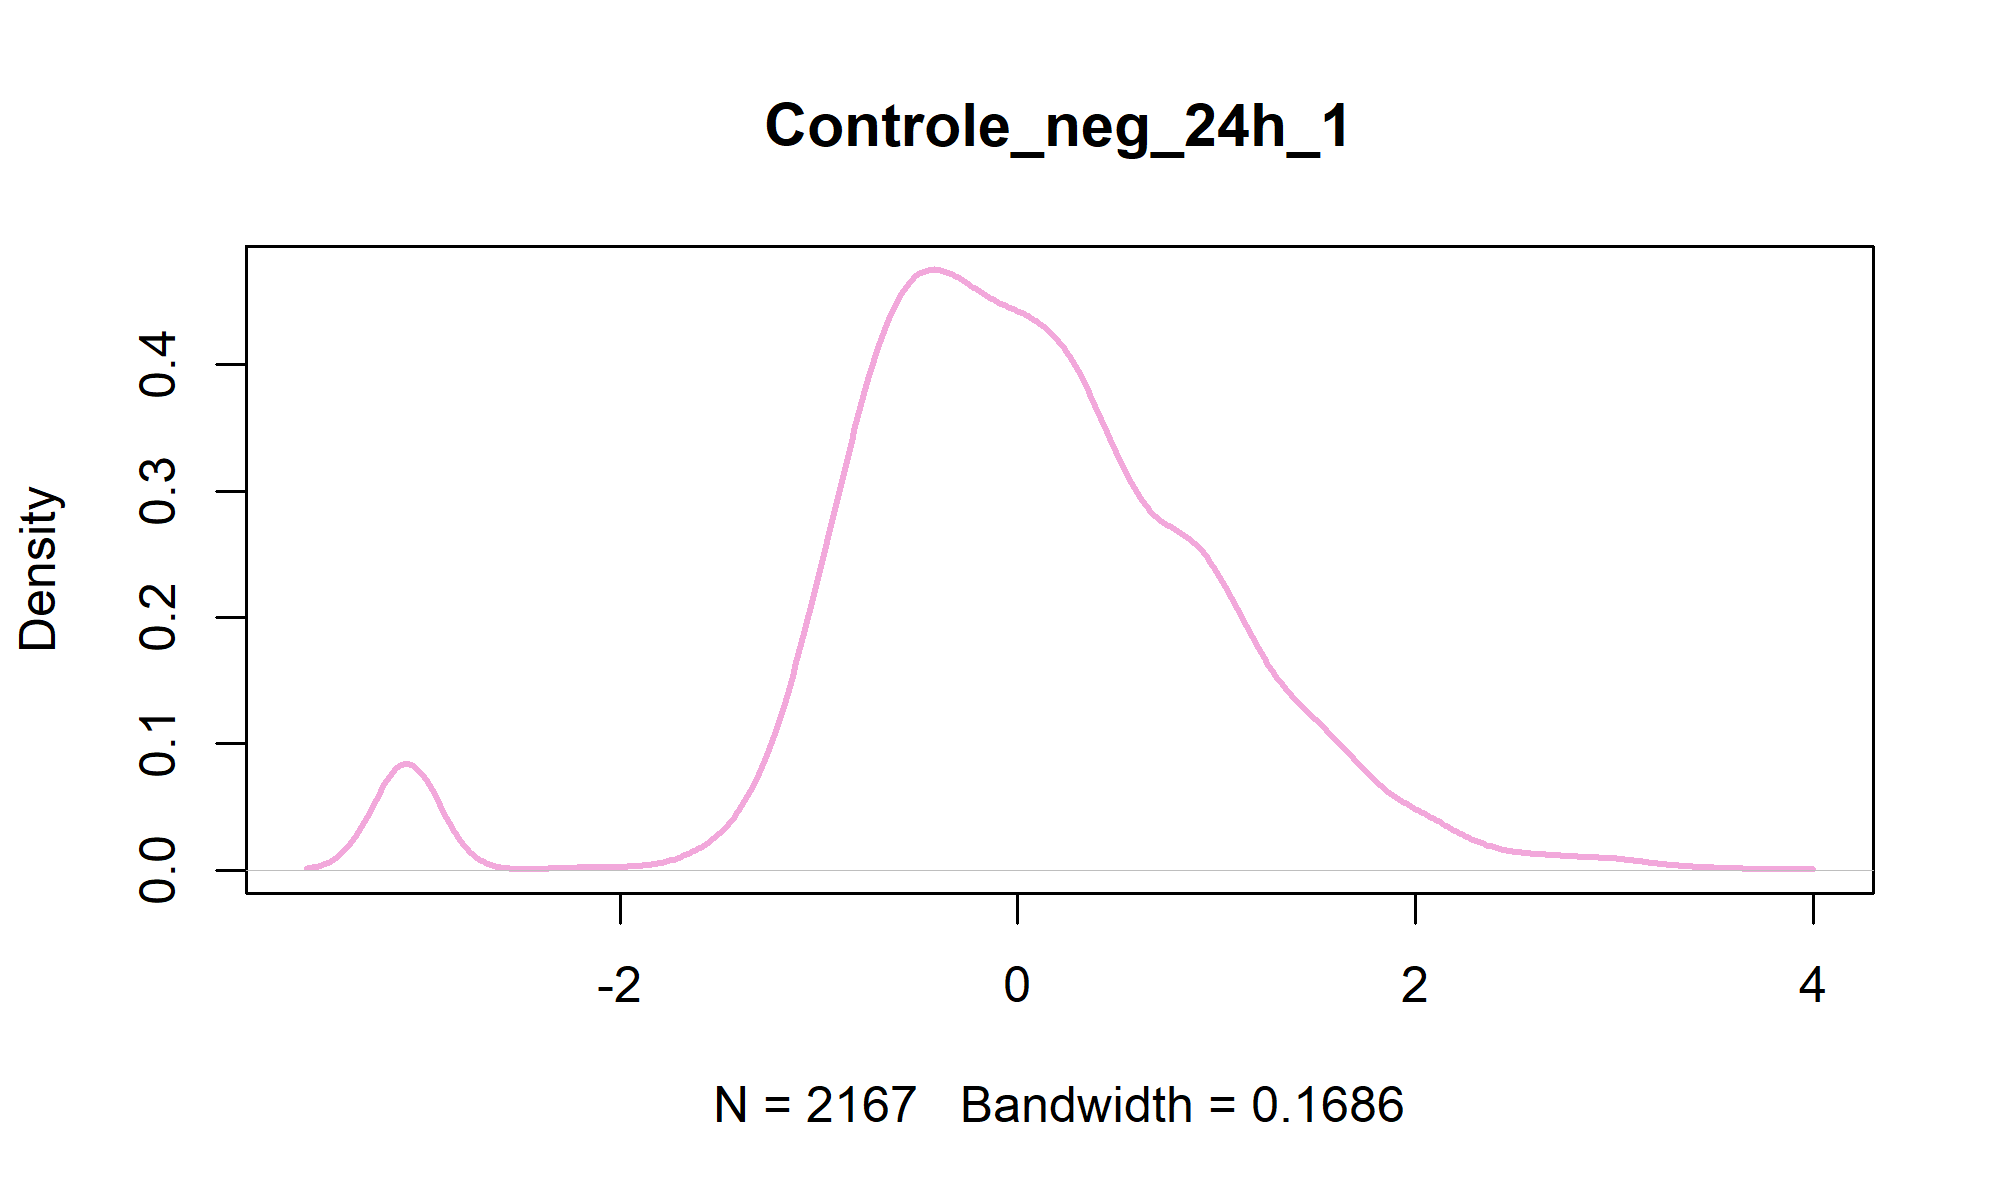 Controle_neg_24h_1
Density
0.4
0.3
0.2
0.1
0.0
-2 0 2 4
N = 2167 Bandwidth = 0.1686